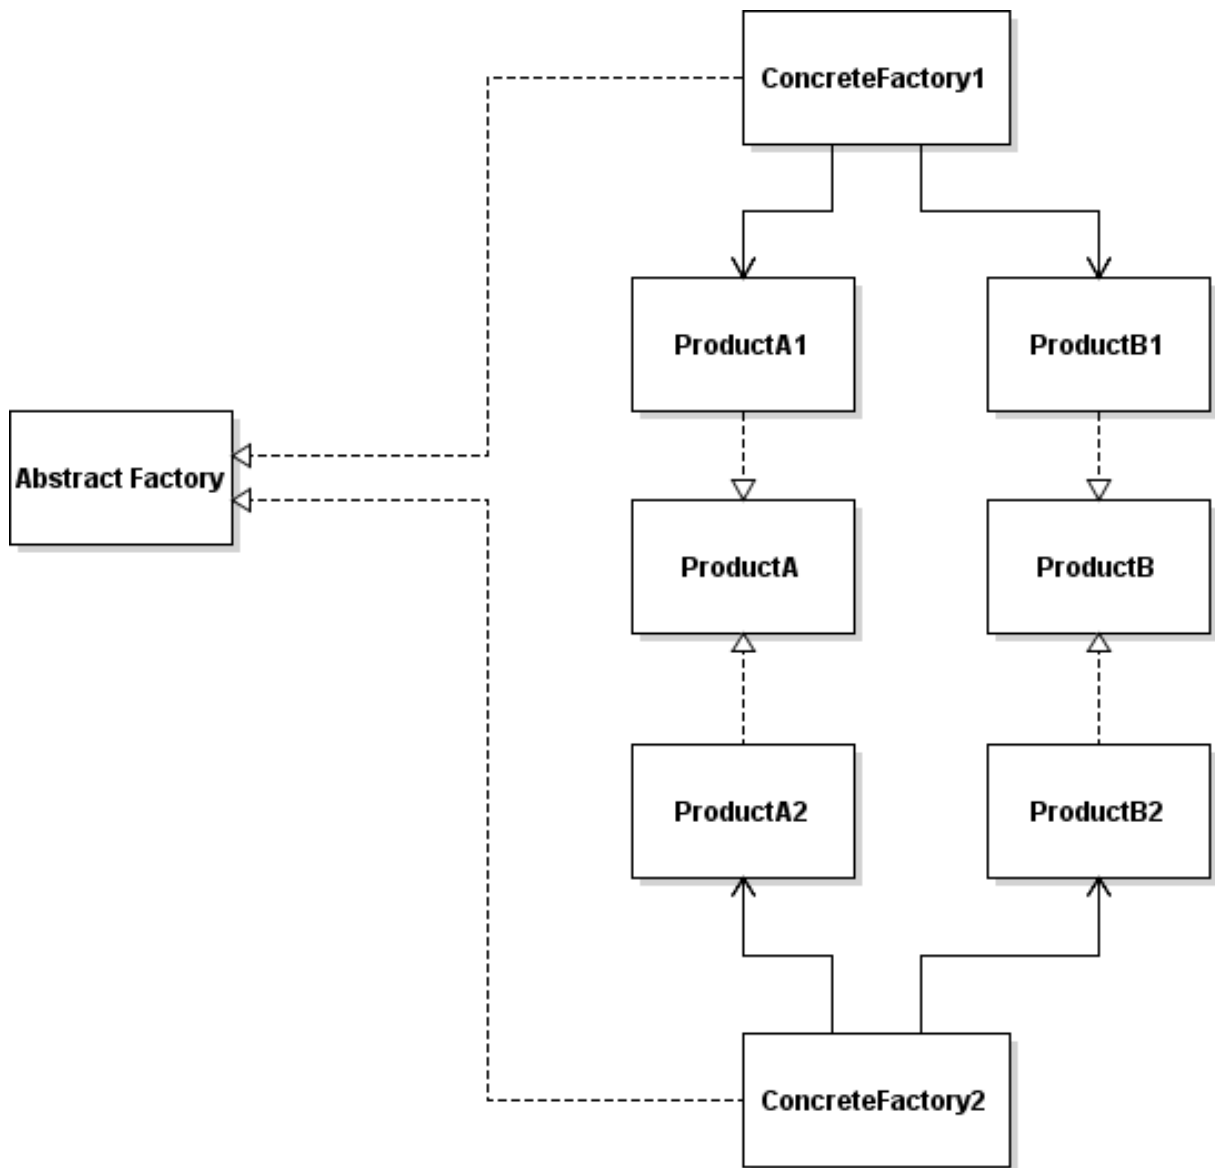 ConcreteFactory1
ProductA1
ProductB1
Abstract Factory
ProductA
ProductB
ProductA2
ProductB2
ConcreteFactory2